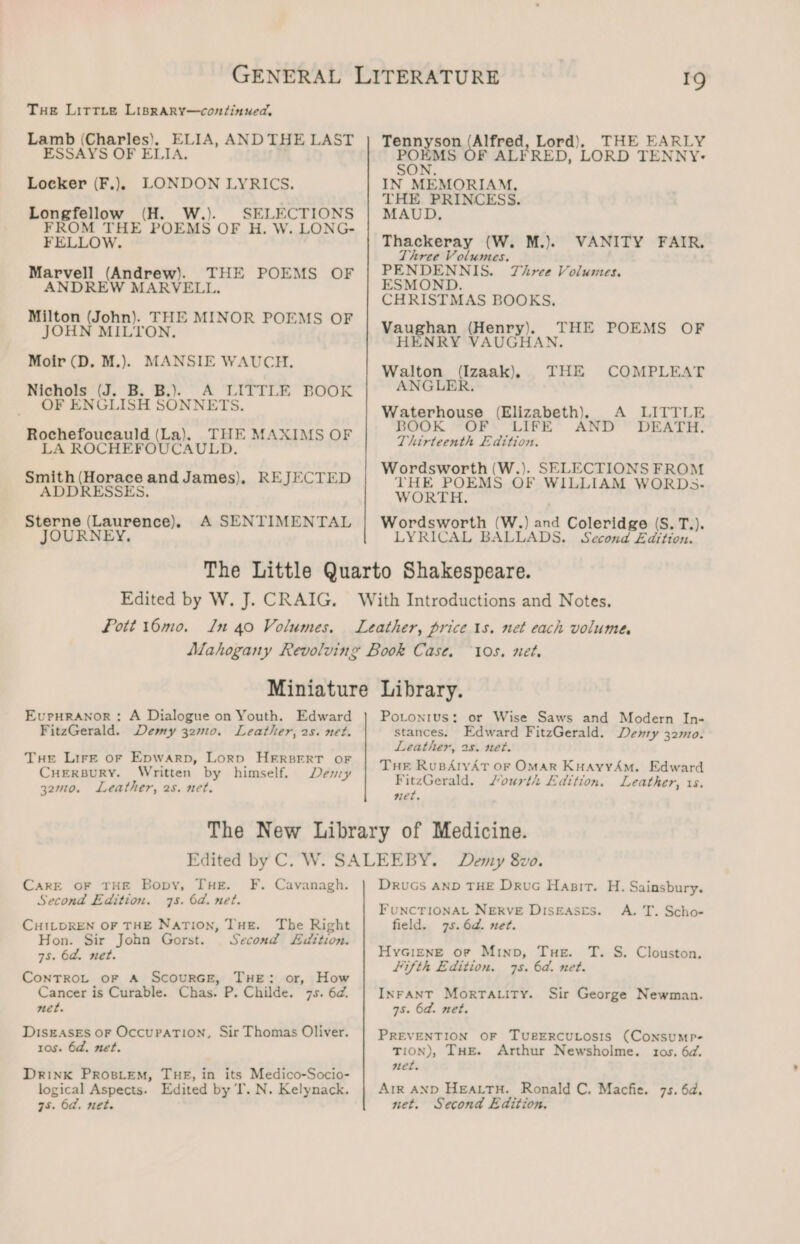 GENERAL LITERATURE 19
THE LITTLE LIBRARY—continued.
Lamb (Charles). ELIA, AND THE LAST
ESSAYS OF ELIA.
Locker (F.). LONDON LYRICS.
Longfellow (H. W.). SELECTIONS
FROM THE POEMS OF H. W. LONG-
FELLOW.
Marvell (Andrew). THE POEMS OF
ANDREW MARVELL.
Milton (John). THE MINOR POEMS OF
JOHN MILTON.
Moir (D. M.). MANSIE WAUCH.
Nichols (J. B. B.). A LITTLE BOOK
OF ENGLISH SONNETS.
Rochefoucauld (La). THE MAXIMS OF
LA ROCHEFOUCAULD.
Smith (Horace and James). REJECTED
ADDRESSES.
Sterne (Laurence). A SENTIMENTAL
JOURNEY.
Tennyson (Alfred, Lord). THE EARLY
POEMS OF ALFRED, LORD TENNY-
SON.
IN MEMORIAM.
THE PRINCESS.
MAUD.
Thackeray (W. M.). VANITY FAIR.
Three Volumes.
PENDENNIS. Three Volumes.
ESMOND.
CHRISTMAS BOOKS.
Vaughan (Henry). THE POEMS OF
HENRY VAUGHAN.
Walton (Izaak). THE COMPLEAT
ANGLER.
Waterhouse (Elizabeth). A LITTLE
BOOK OF LIFE AND DEATH.
Thirteenth Edition.
Wordsworth (W.). SELECTIONS FROM
THE POEMS OF WILLIAM WORDS-
WORTH.
Wordsworth (W.) and Coleridge (S. T.).
LYRICAL BALLADS. Second Edition.
The Little Quarto Shakespeare.
Edited by W. J. CRAIG. With Introductions and Notes.
Pott 16mo. In 40 Volumes. Leather, price 1s. net each volume.
Mahogany Revolving Book Case. 10s. net.
Miniature Library.
EUPHRANOR: A Dialogue on Youth. Edward
FitzGerald. Demy 32mo. Leather, 2s. net.
THE LIFE OF EDWARD, LORD HERBERT OF
CHERBURY. Written by himself. Demy
32mo. Leather, 2s. net.
POLONIUS: or Wise Saws and Modern In-
stances. Edward FitzGerald. Demy 32mo.
Leather, 2s. net.
THE RUBÁIYÁT OF OMAR KHAYYÁM. Edward
FitzGerald. Fourth Edition. Leather, 1s.
net.
The New Library of Medicine.
Edited by C. W. SALEEBY. Demy 8vo.
CARE OF THE BODY, THE. F. Cavanagh.
Second Edition. 7s. 6d. net.
CHILDREN OF THE NATION, THE. The Right
Hon. Sir John Gorst. Second Edition.
7s. 6d. net.
CONTROL OF A SCOURGE, THE: or, How
Cancer is Curable. Chas. P. Childe. 7s. 6d.
net.
DISEASES OF OCCUPATION. Sir Thomas Oliver.
10s. 6d. net.
DRINK PROBLEM, THE, in its Medico-Socio-
logical Aspects. Edited by T. N. Kelynack.
7s. 6d. net.
DRUGS AND THE DRUG HABIT. H. Sainsbury.
FUNCTIONAL NERVE DISEASES. A. T. Scho-
field. 7s. 6d. net.
HYGIENE OF MIND, THE. T. S. Clouston.
Fifth Edition. 7s. 6d. net.
INFANT MORTALITY. Sir George Newman.
7s. 6d. net.
PREVENTION OF TUBERCULOSIS (CONSUMP-
TION), THE. Arthur Newsholme. 10s. 6d.
net.
AIR AND HEALTH. Ronald C. Macfie. 7s. 6d.
net. Second Edition.